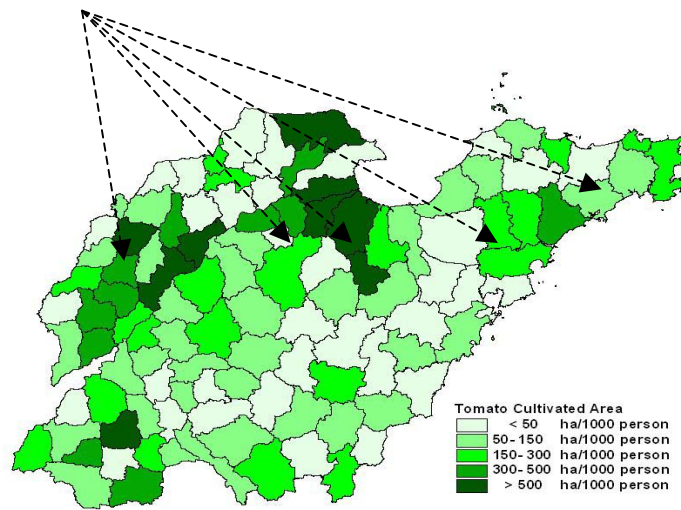 Tomato Cultivated Area
< 50 ha/1000 person
50-150 ha/1000 person
150-300 ha/1000 person
300-500 ha/1000 person
> 500 ha/1000 person